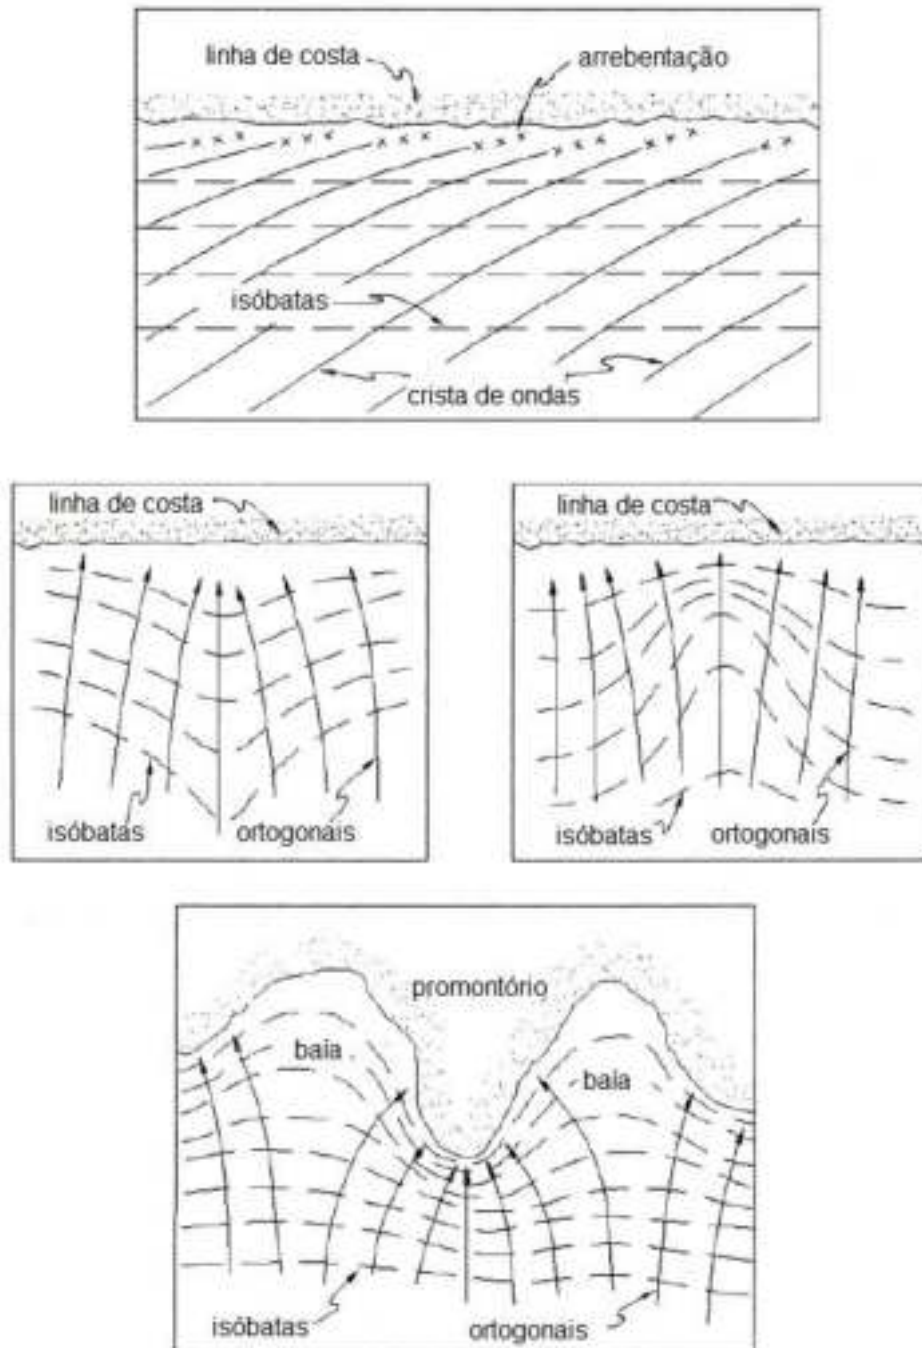 linha de costa
arrebentação
isóbatas
crista de ondas
linha de costa
isóbatas
ortogonais
linha de costa
isóbatas
ortogonais
promontório
baía
baía
isóbatas
ortogonais